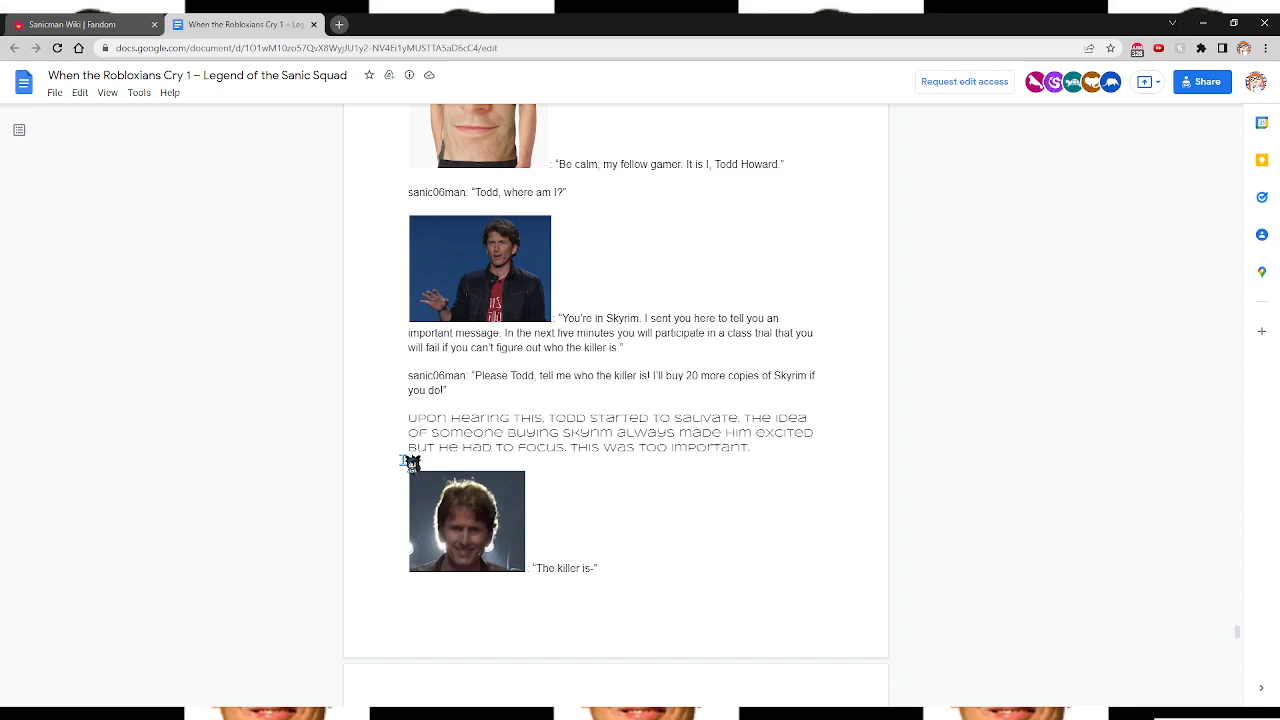 Sanicman Wiki | Fandom
When the Robloxians Cry 1 – Leg
docs.google.com/document/d/1O1wM10zo57QvX8WyjJU1y2-NV4Ei1yMUSTTA5aD6cC4/edit
When the Robloxians Cry 1 – Legend of the Sanic Squad
File Edit View Tools Help
Request edit access
Share
: “Be calm, my fellow gamer. It is I, Todd Howard.”
sanic06man: “Todd, where am I?”
: “You’re in Skyrim. I sent you here to tell you an
important message. In the next five minutes you will participate in a class trial that you
will fail if you can’t figure out who the killer is.”
sanic06man: “Please Todd, tell me who the killer is! I’ll buy 20 more copies of Skyrim if
you do!”
Upon hearing this, Todd started to salivate. The idea
of someone buying Skyrim always made him excited
but he had to focus. This was too important.
: “The killer is-”